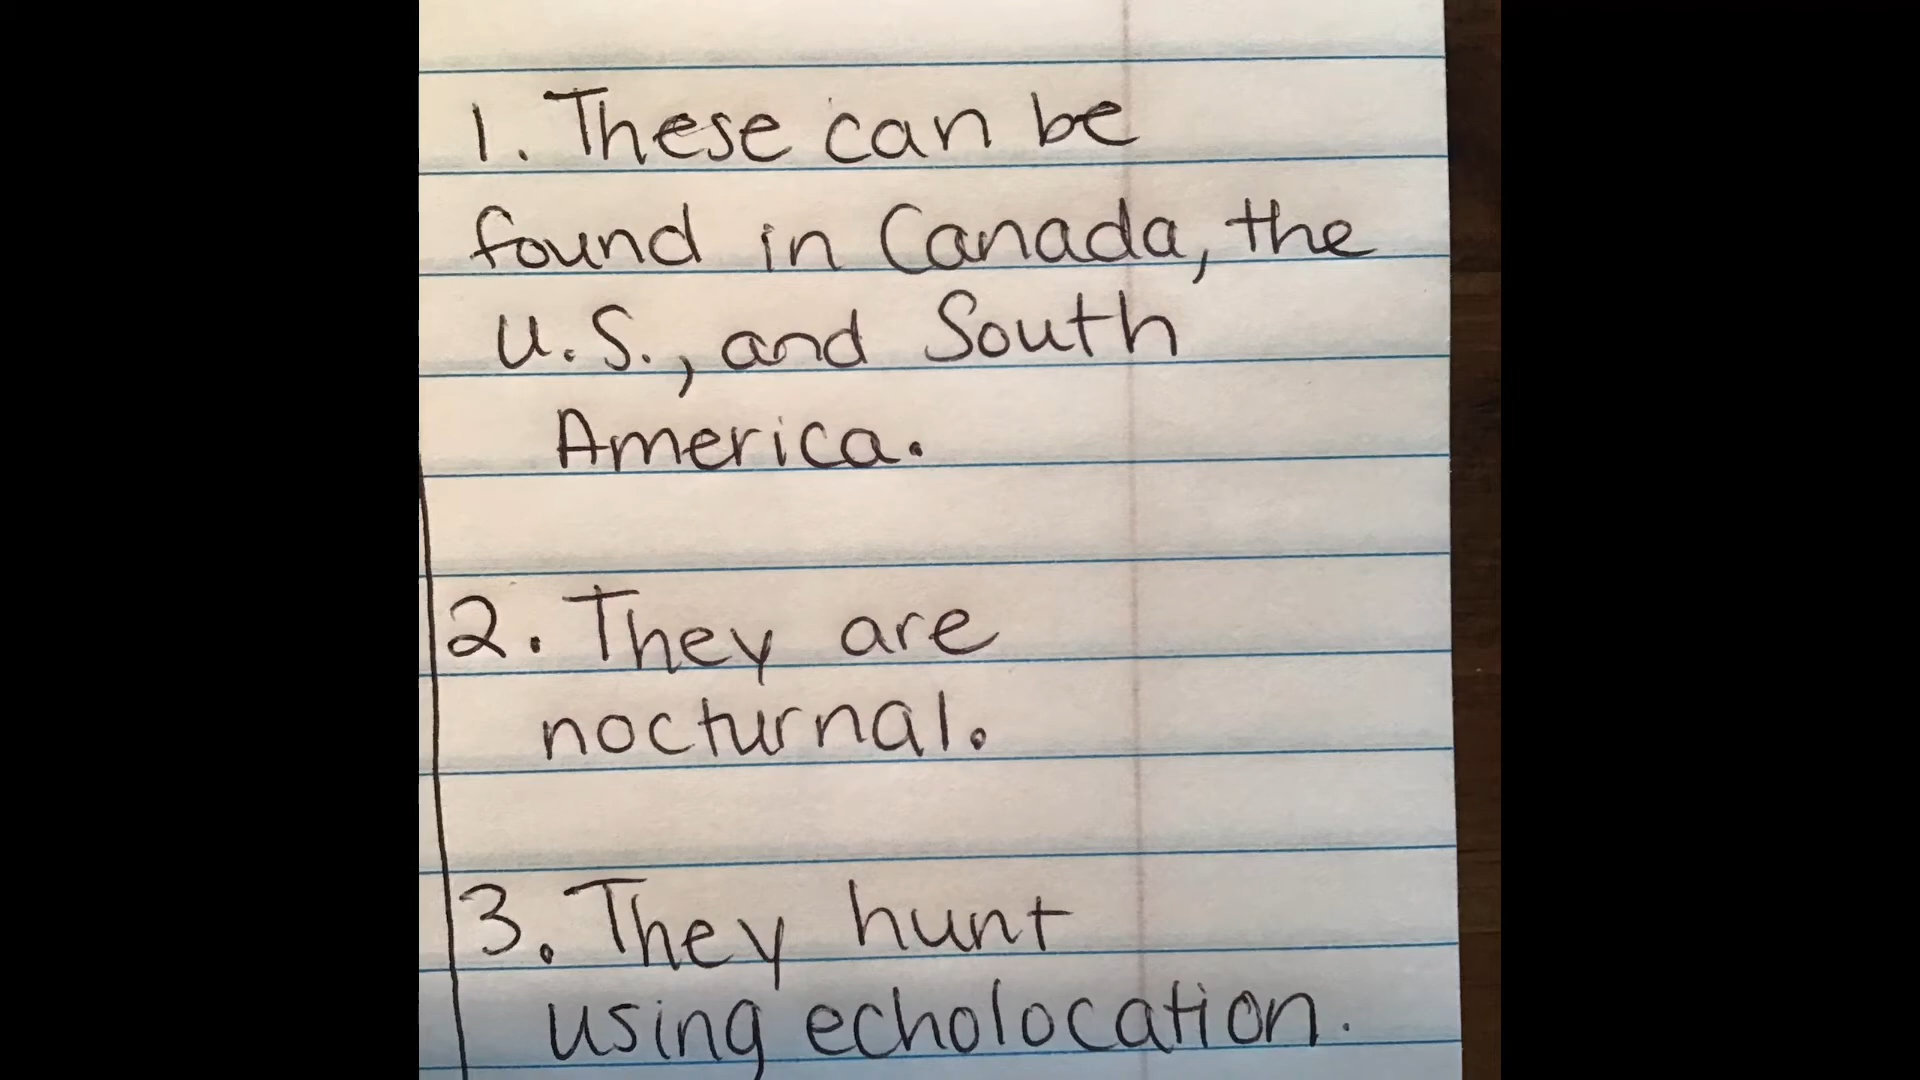 1. These can be
found in Canada, the
U.S., and South
America.
2. They are
nocturnal.
3. They hunt
using echolocation.